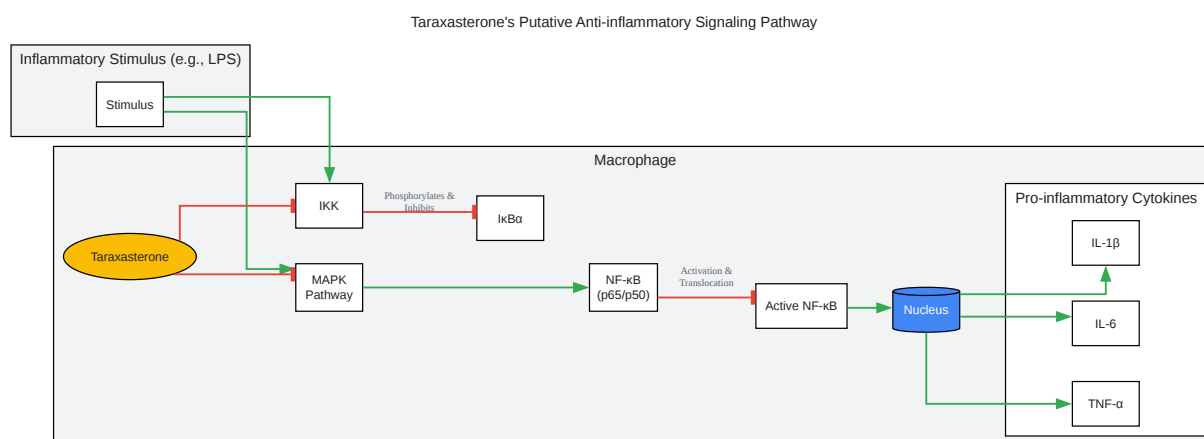 Taraxasterone's Putative Anti-inflammatory Signaling Pathway
Inflammatory Stimulus (e.g., LPS)
Stimulus
Macrophage
IKK
Phosphorylates &
Inhibits
IκBα
Taraxasterone
MAPK
Pathway
NF-κB
(p65/p50)
Activation &
Translocation
Active NF-κB
Nucleus
Pro-inflammatory Cytokines
IL-1β
IL-6
TNF-α